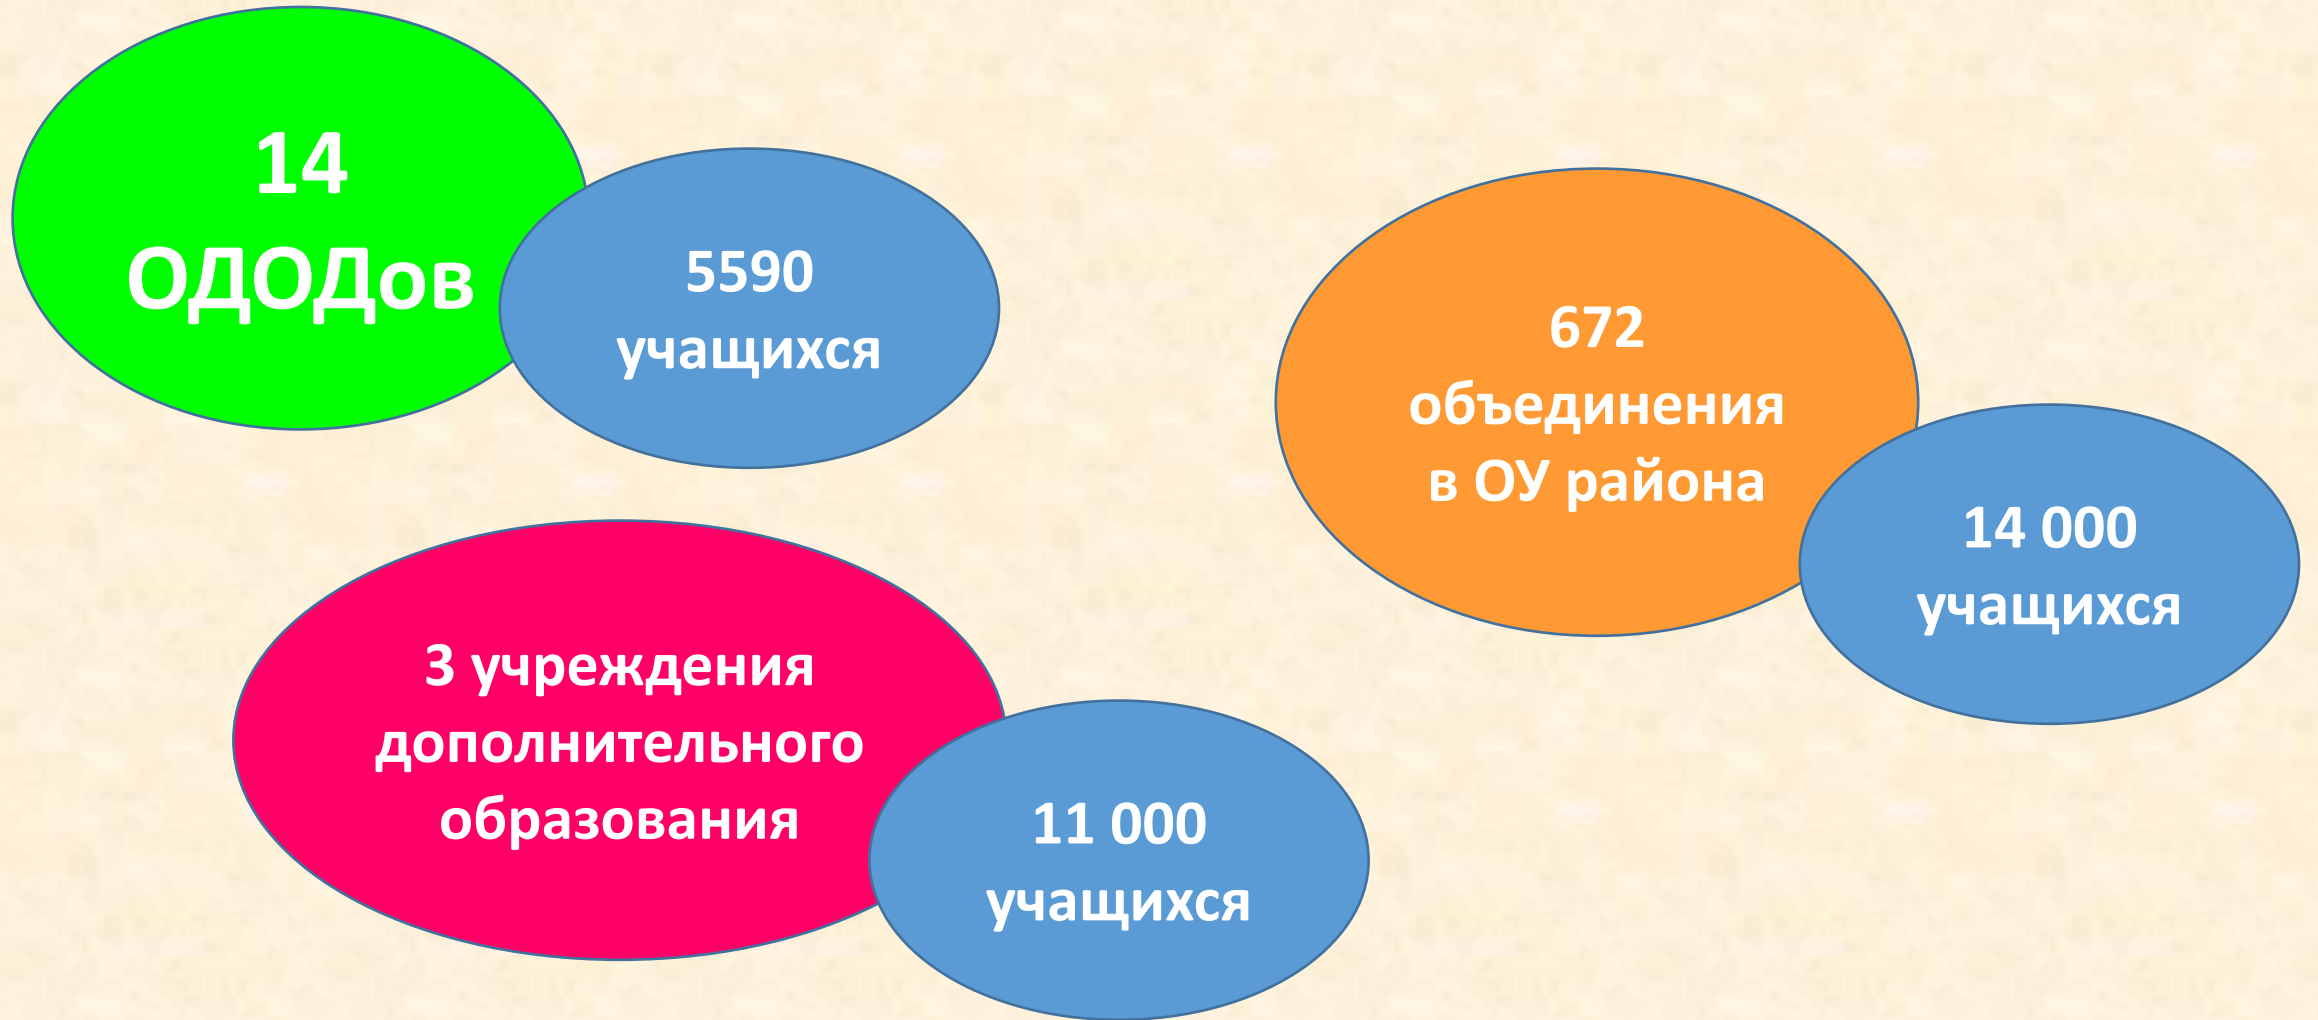 14
ОДОДов
5590
учащихся
672
объединения
в ОУ района
14 000
учащихся
3 учреждения
дополнительного
образования
11 000
учащихся